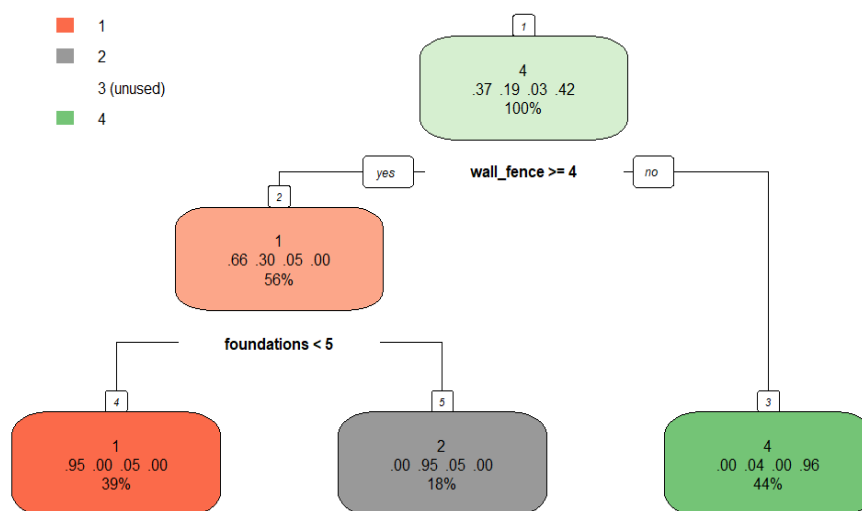 1
2
3 (unused)
4
1
4
.37 .19 .03 .42
100%
yes
wall_fence >= 4
no
2
1
.66 .30 .05 .00
56%
foundations < 5
4
1
.95 .00 .05 .00
39%
5
2
.00 .95 .05 .00
18%
3
4
.00 .04 .00 .96
44%